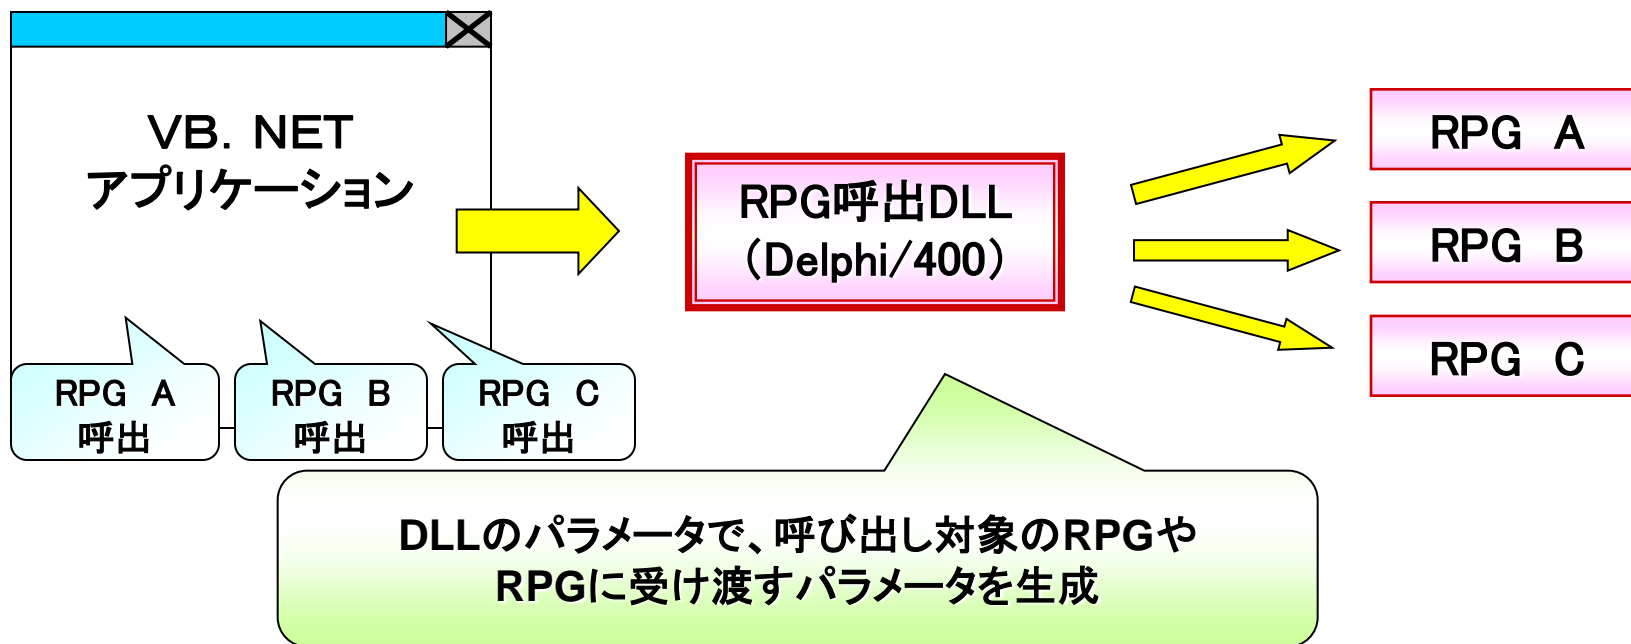 VB．NET
アプリケーション
RPG呼出DLL
（Delphi/400）
RPG　A
RPG　B
RPG　C
RPG　A
呼出
RPG　B
呼出
RPG　C
呼出
DLLのパラメータで、呼び出し対象のRPGや
RPGに受け渡すパラメータを生成